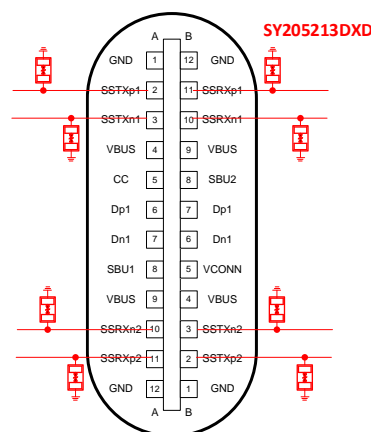 SY205213DXD
A B
GND 1 12 GND
SSTXp1 2 11 SSRXp1
SSTXn1 3 10 SSRXn1
VBUS 4 9 VBUS
CC 5 8 SBU2
Dp1 6 7 Dp1
Dn1 7 6 Dn1
SBU1 8 5 VCONN
VBUS 9 4 VBUS
SSRXn2 10 3 SSTXn2
SSRXp2 11 2 SSTXp2
GND 12 1 GND
A B